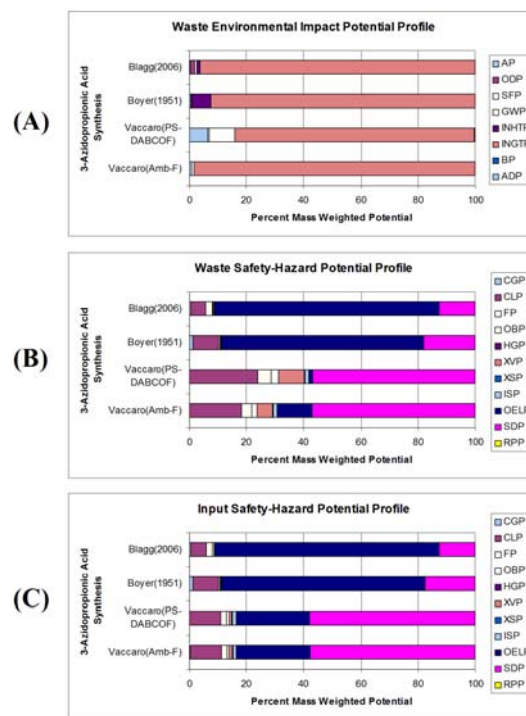 (A)
Waste Environmental Impact Potential Profile
3-Azidopropionic Acid
Synthesis
Blagg(2006)
Boyer(1951)
Vaccaro(PS-
DABCOF)
Vaccaro(Amb-F)
0 20 40 60 80 100
Percent Mass Weighted Potential
AP
ODP
SFP
GWP
INHTP
INGTP
BP
ADP
(B)
Waste Safety-Hazard Potential Profile
3-Azidopropionic Acid
Synthesis
Blagg(2006)
Boyer(1951)
Vaccaro(PS-
DABCOF)
Vaccaro(Amb-F)
0 20 40 60 80 100
Percent Mass Weighted Potential
CGP
CLP
FP
OBP
HGP
XVP
XSP
ISP
OELP
SDP
RPP
(C)
Input Safety-Hazard Potential Profile
3-Azidopropionic Acid
Synthesis
Blagg(2006)
Boyer(1951)
Vaccaro(PS-
DABCOF)
Vaccaro(Amb-F)
0 20 40 60 80 100
Percent Mass Weighted Potential
CGP
CLP
FP
OBP
HGP
XVP
XSP
ISP
OELP
SDP
RPP